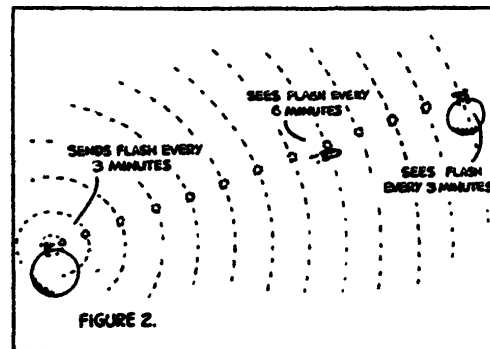 SEES FLASH EVERY
6 MINUTES
SENDS FLASH EVERY
3 MINUTES
SEES FLASH
EVERY 3 MINUTES
FIGURE 2.